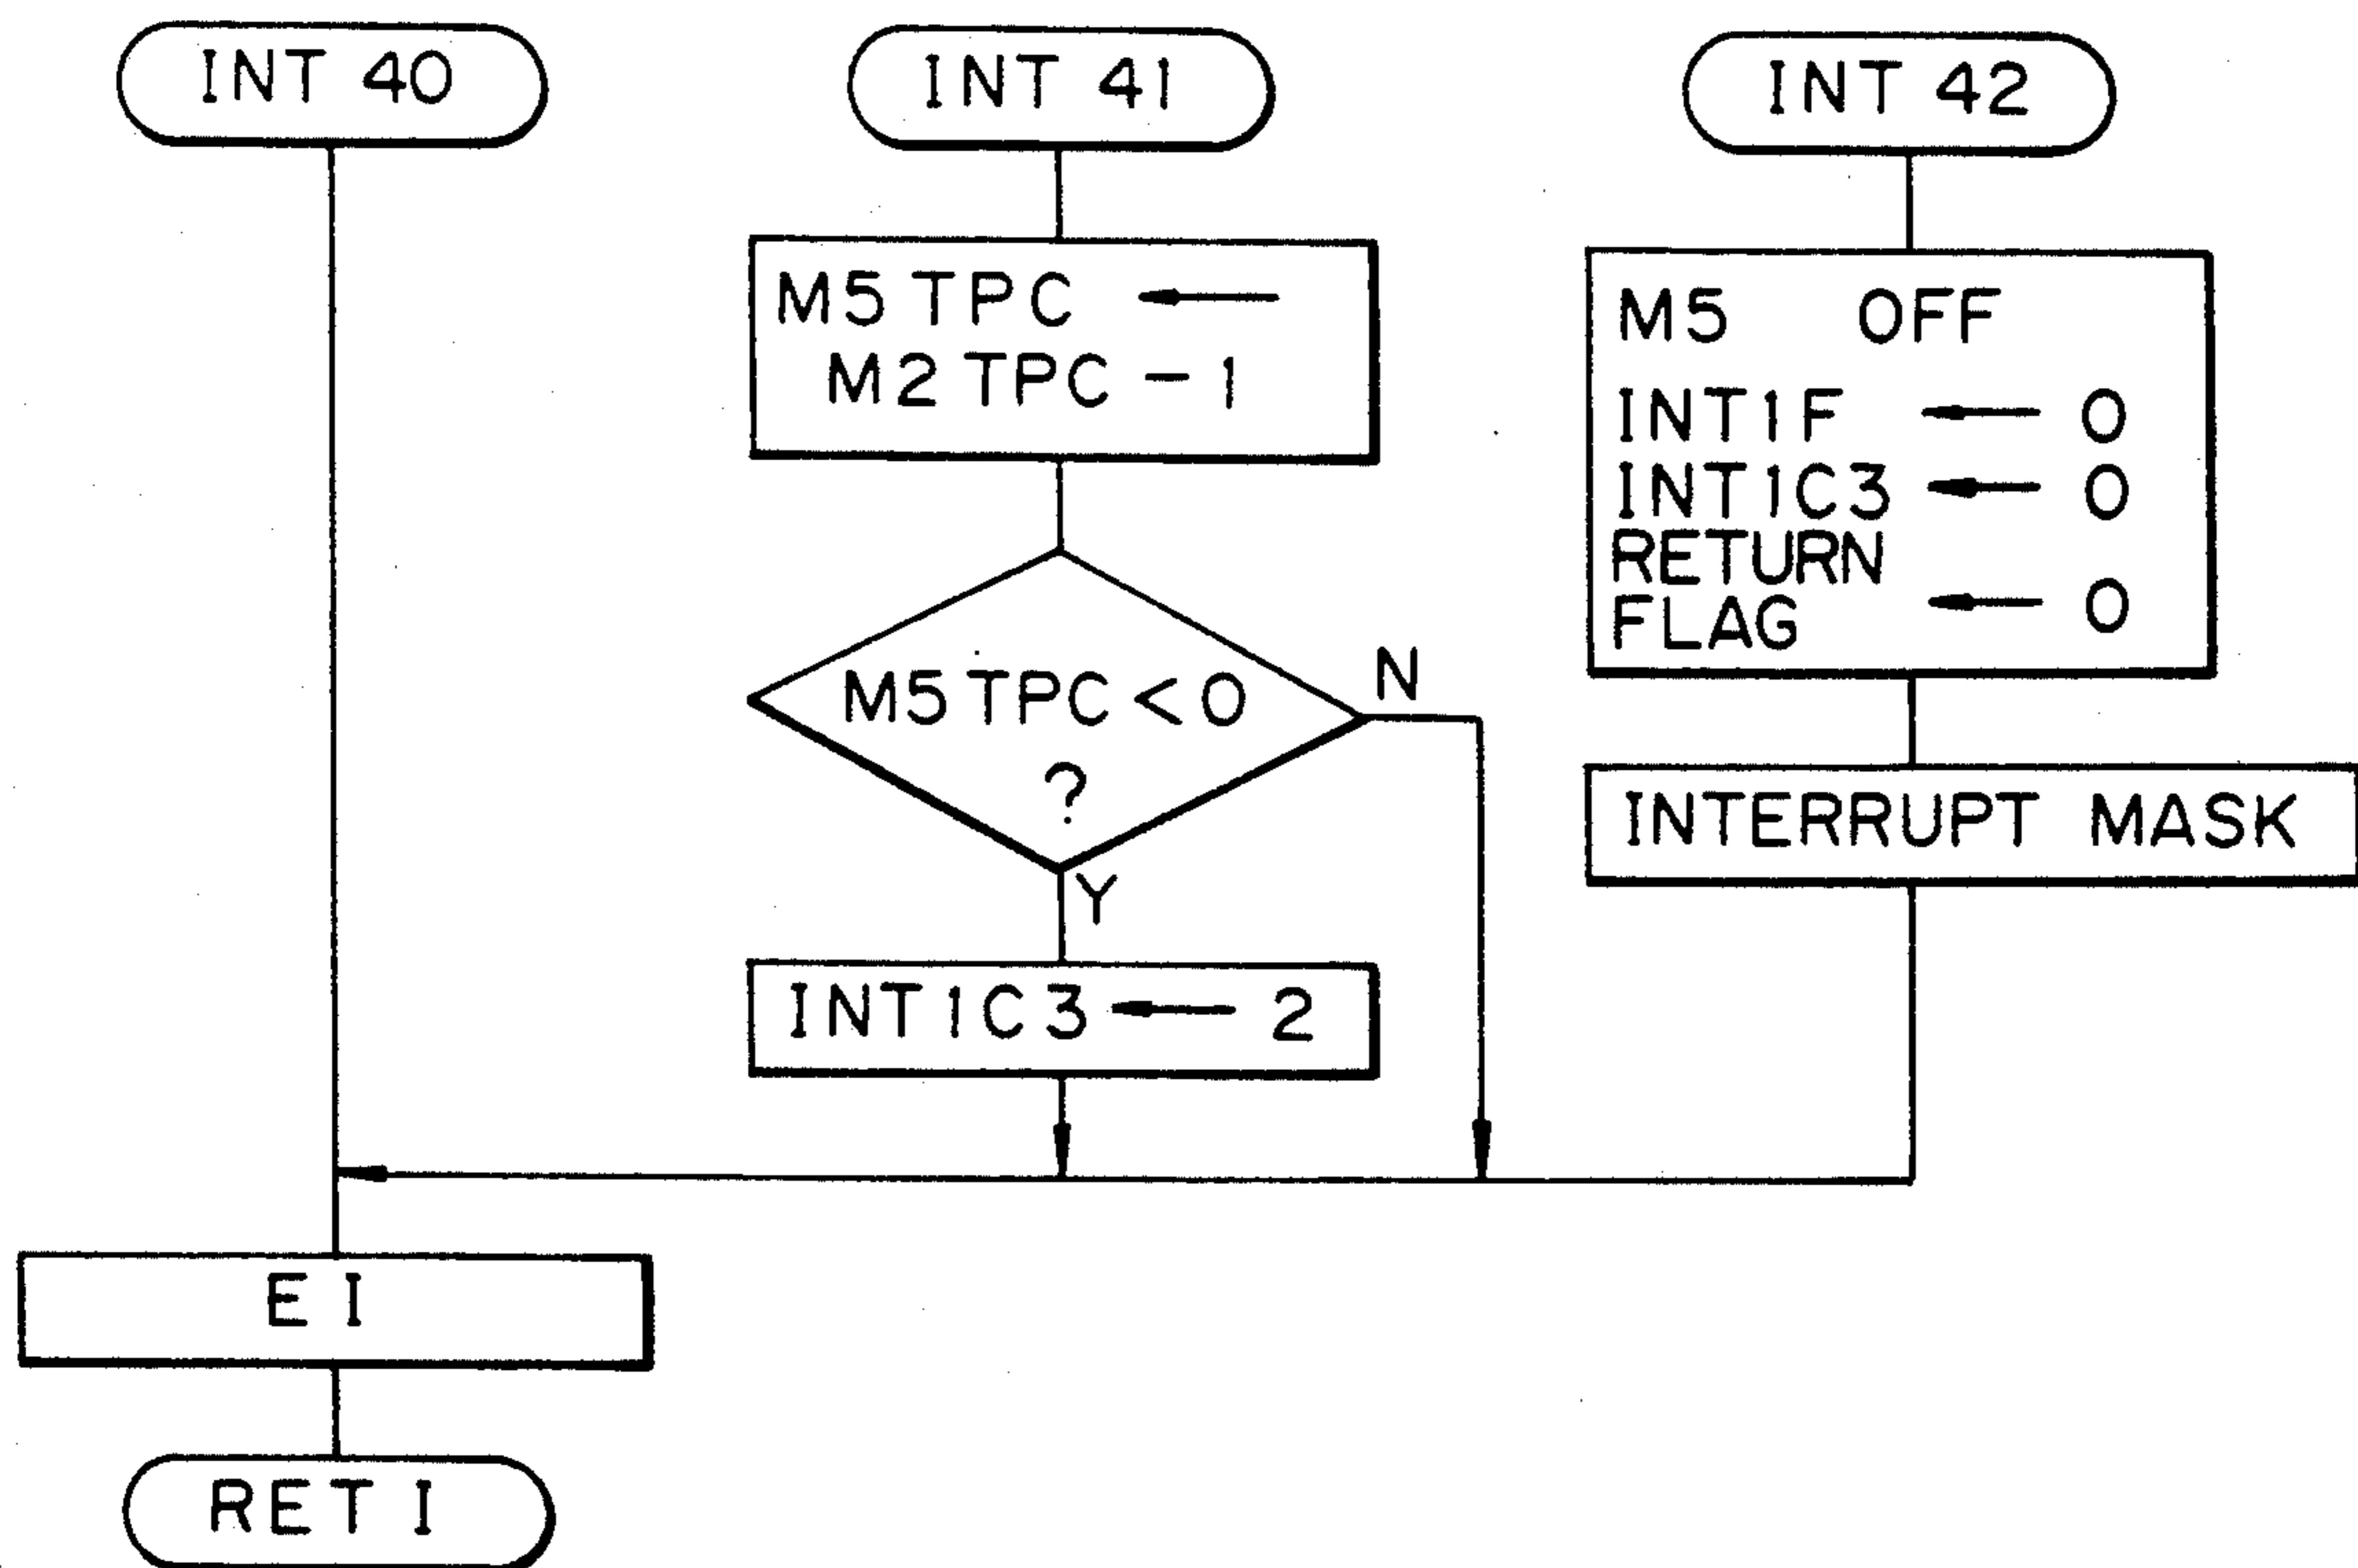 INT 40
INT 41
INT 42
M5 TPC ←
M2 TPC - 1
M5 TPC < 0
?
N
Y
INT1C3 ← 2
M5 OFF
INT1F ← 0
INT1C3 ← 0
RETURN
FLAG ← 0
INTERRUPT MASK
EI
RETI